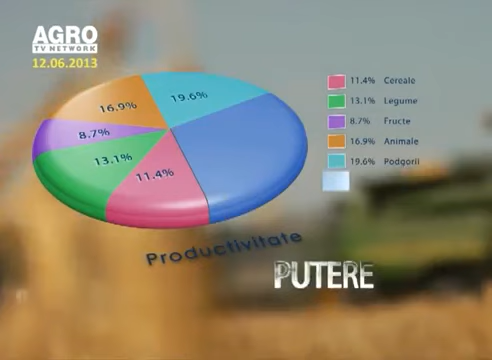 AGRO
TV NETWORK
12.06.2013
16.9%
19.6%
8.7%
13.1%
11.4%
11.4% Cereale
13.1% Legume
8.7% Fructe
16.9% Animale
19.6% Podgorii
Productivitate
PUTERE